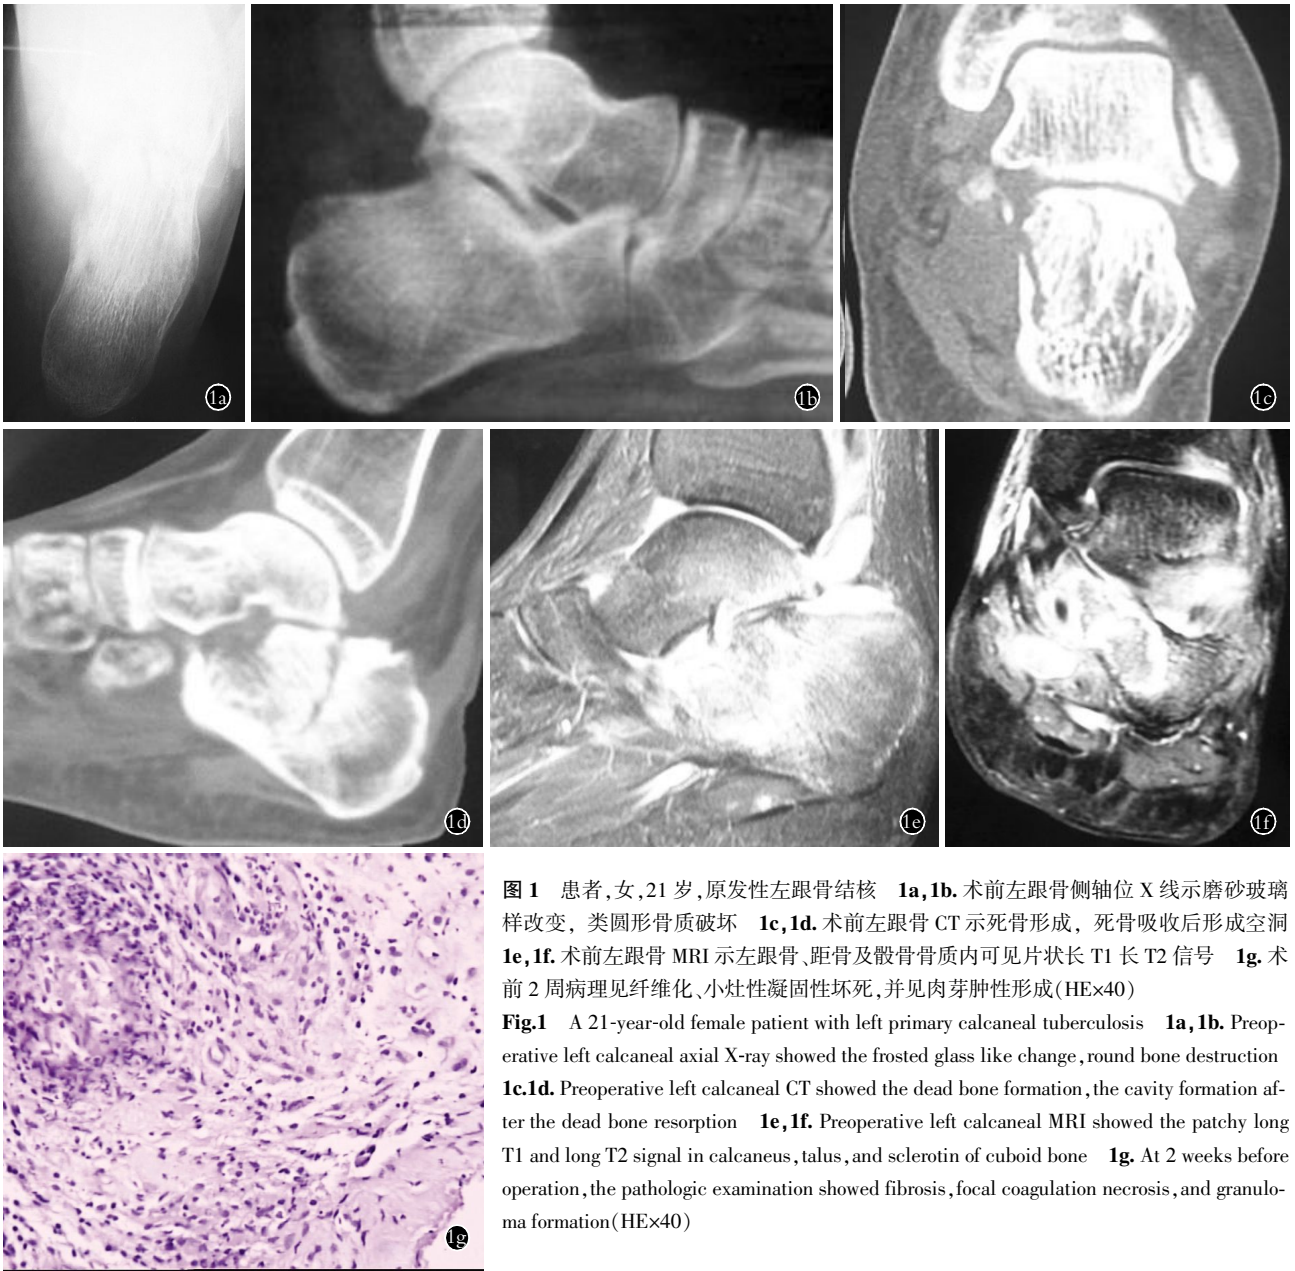 1a
1b
1c
1d
1e
1f
1g
图 1 患者,女,21 岁,原发性左跟骨结核 1a,1b. 术前左跟骨侧轴位 X 线示磨砂玻璃
样改变, 类圆形骨质破坏 1c,1d. 术前左跟骨 CT 示死骨形成, 死骨吸收后形成空洞
1e,1f. 术前左跟骨 MRI 示左跟骨、距骨及骰骨骨质内可见片状长 T1 长 T2 信号 1g. 术
前 2 周病理见纤维化、小灶性凝固性坏死,并见肉芽肿性形成(HE×40)
Fig.1 A 21-year-old female patient with left primary calcaneal tuberculosis 1a,1b. Preop-
erative left calcaneal axial X-ray showed the frosted glass like change,round bone destruction
1c.1d. Preoperative left calcaneal CT showed the dead bone formation,the cavity formation af-
ter the dead bone resorption 1e,1f. Preoperative left calcaneal MRI showed the patchy long
T1 and long T2 signal in calcaneus,talus,and sclerotin of cuboid bone 1g. At 2 weeks before
operation,the pathologic examination showed fibrosis,focal coagulation necrosis,and granulo-
ma formation(HE×40)